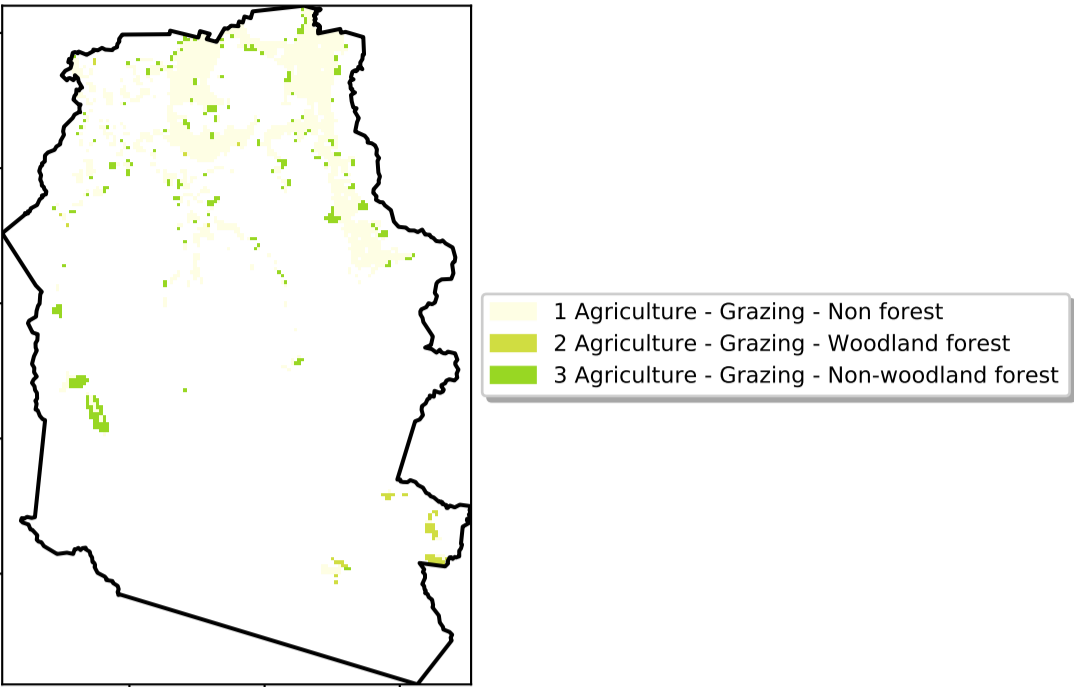 1 Agriculture - Grazing - Non forest
2 Agriculture - Grazing - Woodland forest
3 Agriculture - Grazing - Non-woodland forest